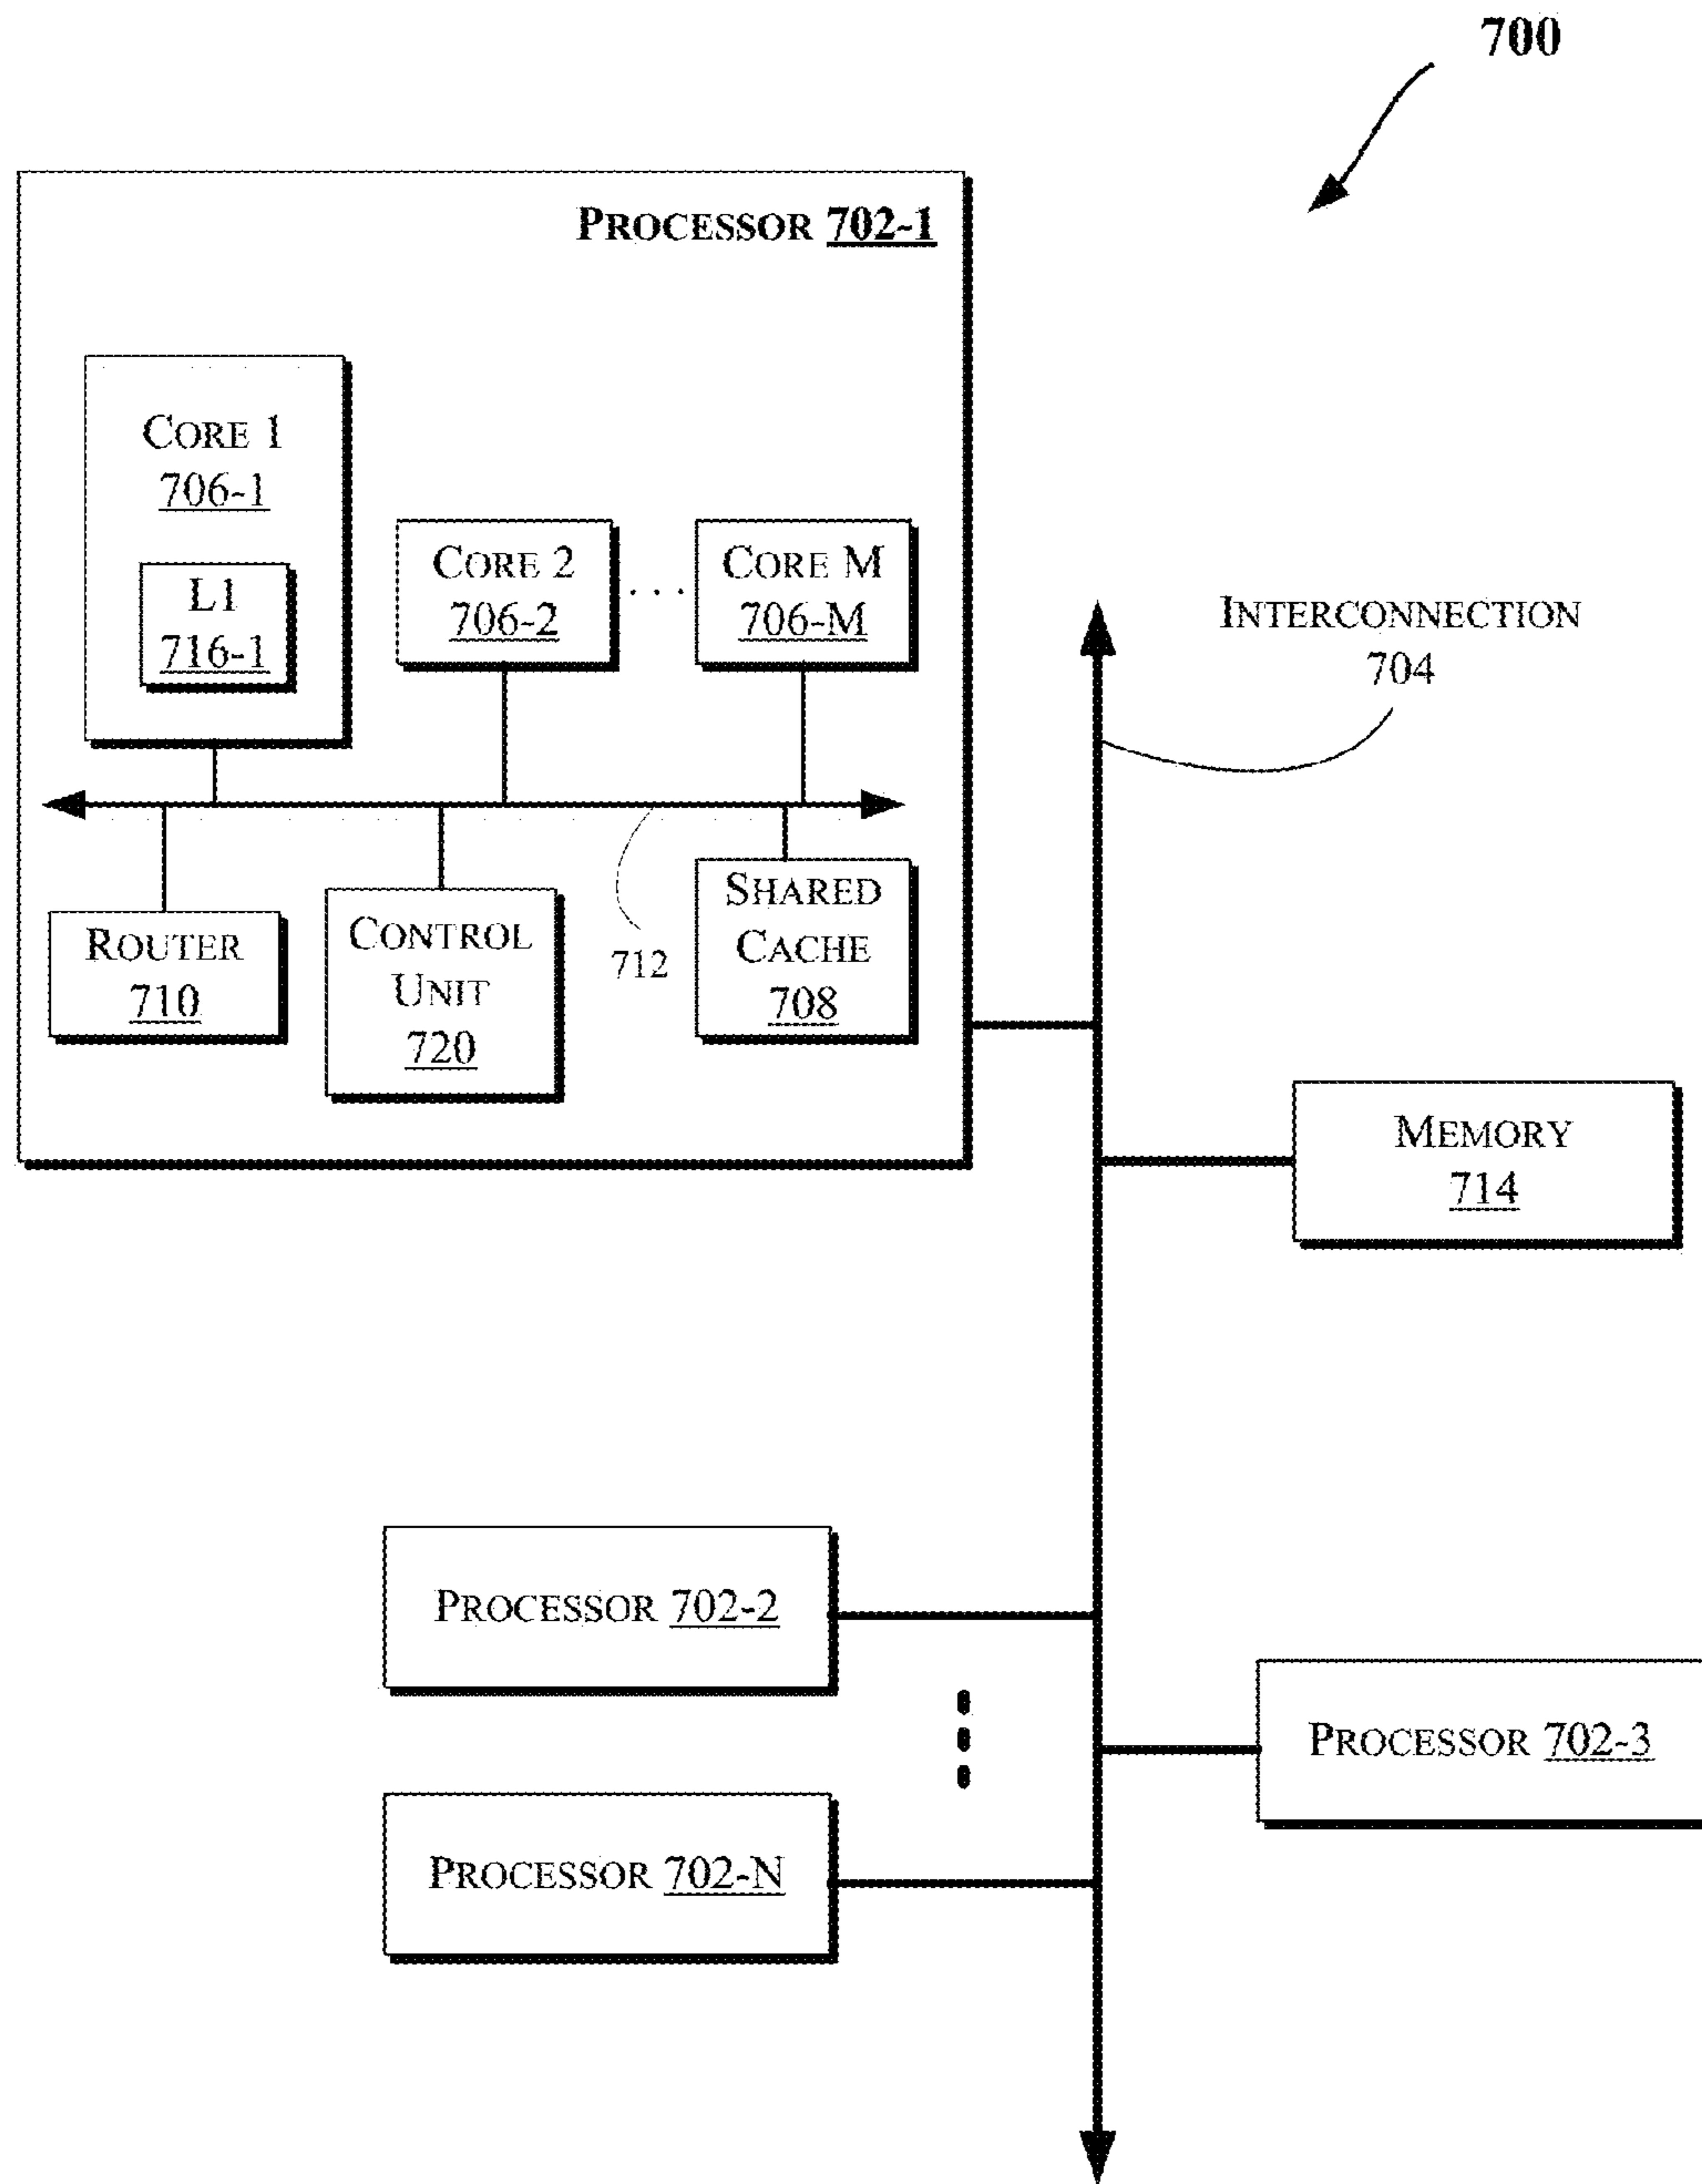 700
PROCESSOR 702-1
CORE 1
706-1
L1
716-1
CORE 2
706-2
. . .
CORE M
706-M
INTERCONNECTION
704
ROUTER
710
CONTROL
UNIT
720
712
SHARED
CACHE
708
MEMORY
714
PROCESSOR 702-2
PROCESSOR 702-3
PROCESSOR 702-N